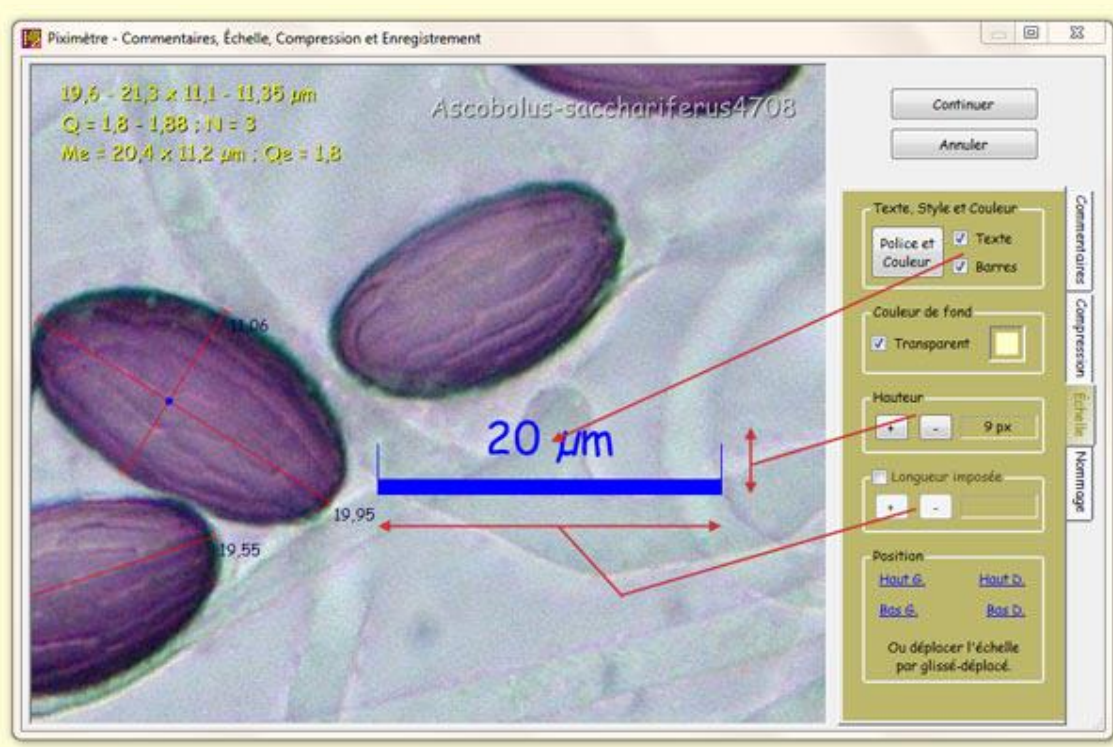 Piximètre - Commentaires, Échelle, Compression et Enregistrement
19,6 - 21,3 x 11,1 - 11,35 µm
Q = 1,8 - 1,88 ; N = 3
Me = 20,4 x 11,2 µm ; Qe = 1,8
Ascobolus-sacchariferus4708
11,06
19,95
19,55
20 µm
Continuer
Annuler
Texte, Style et Couleur
Police et
Couleur
Texte
Barres
Couleur de fond
Transparent
Hauteur
+ - 9 px
Longueur imposée
+ -
Position
Haut G. Haut D.
Bas G. Bas D.
Ou déplacer l'échelle
par glissé-déplacé.
Commentaires
Compression
Échelle
Nommage